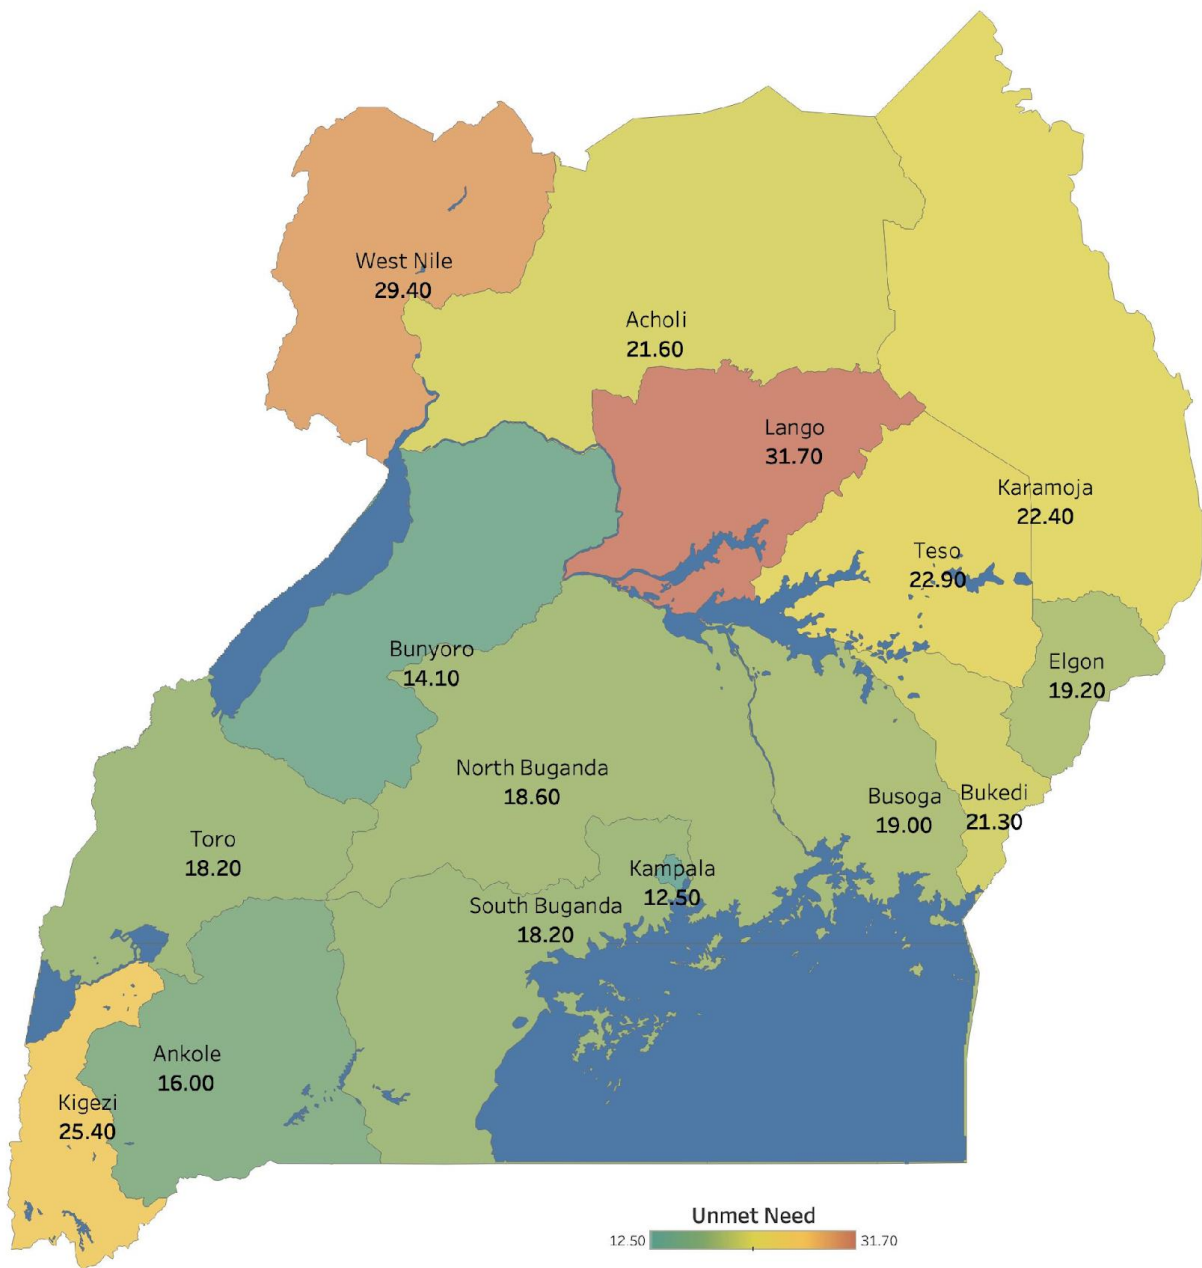 West Nile
29.40
Acholi
21.60
Lango
31.70
Karamoja
22.40
Teso
22.90
Bunyoro
14.10
Elgon
19.20
North Buganda
18.60
Busoga
19.00
Bukedi
21.30
Toro
18.20
Kampala
12.50
South Buganda
18.20
Ankole
16.00
Kigezi
25.40
Unmet Need
12.50 31.70